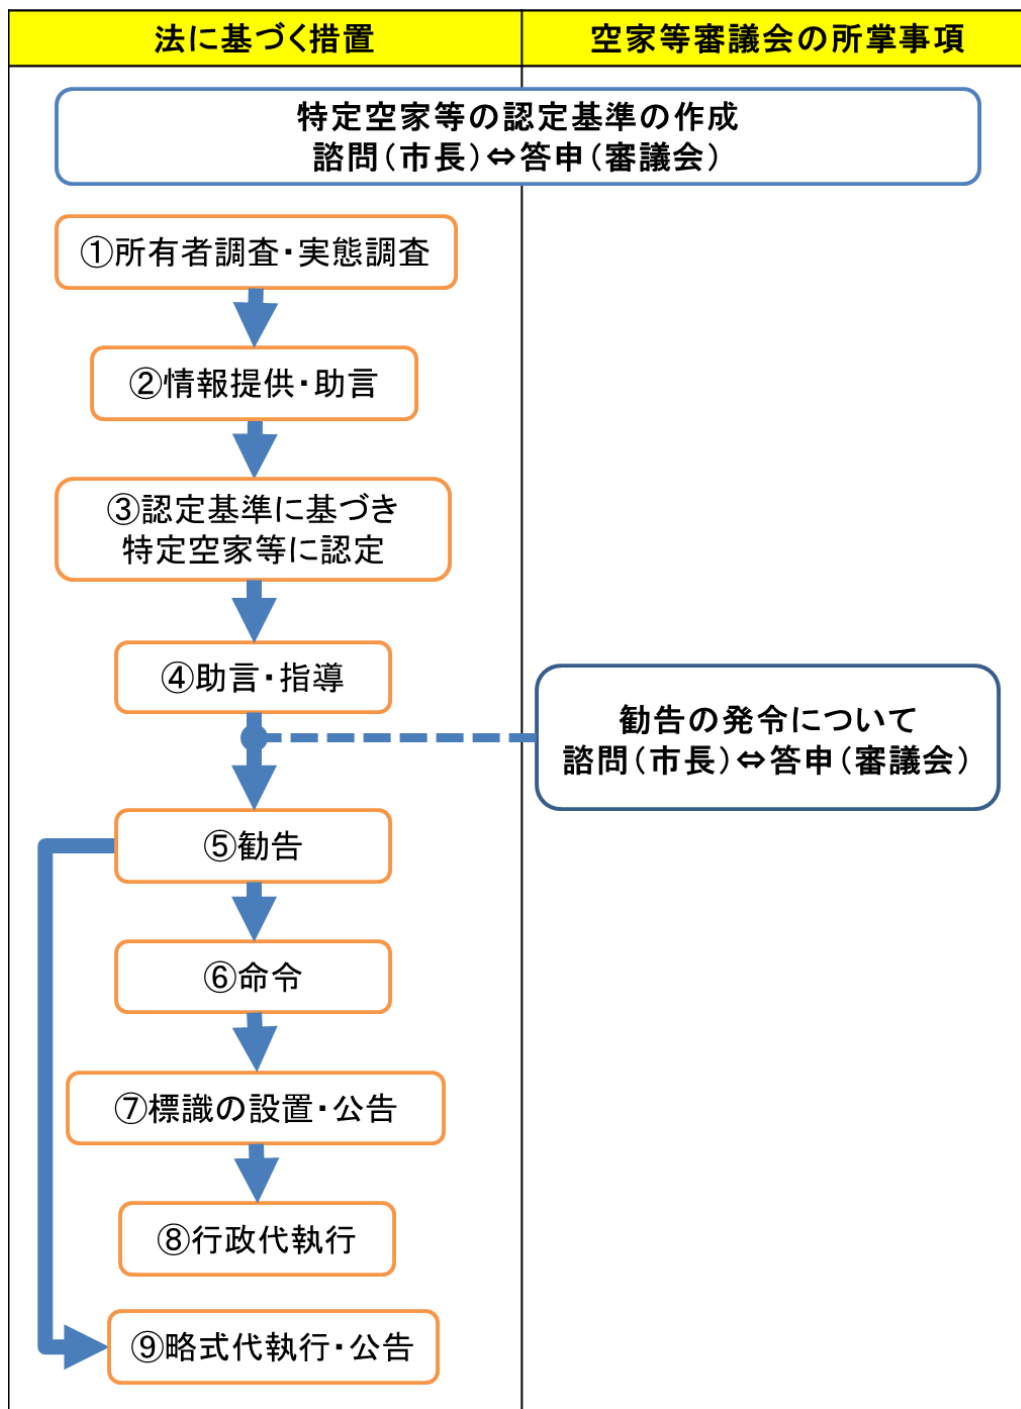 法に基づく措置
空家等審議会の所掌事項
特定空家等の認定基準の作成
諮問(市長)⇔答申(審議会)
①所有者調査・実態調査
②情報提供・助言
③認定基準に基づき
特定空家等に認定
④助言・指導
勧告の発令について
諮問(市長)⇔答申(審議会)
⑤勧告
⑥命令
⑦標識の設置・公告
⑧行政代執行
⑨略式代執行・公告